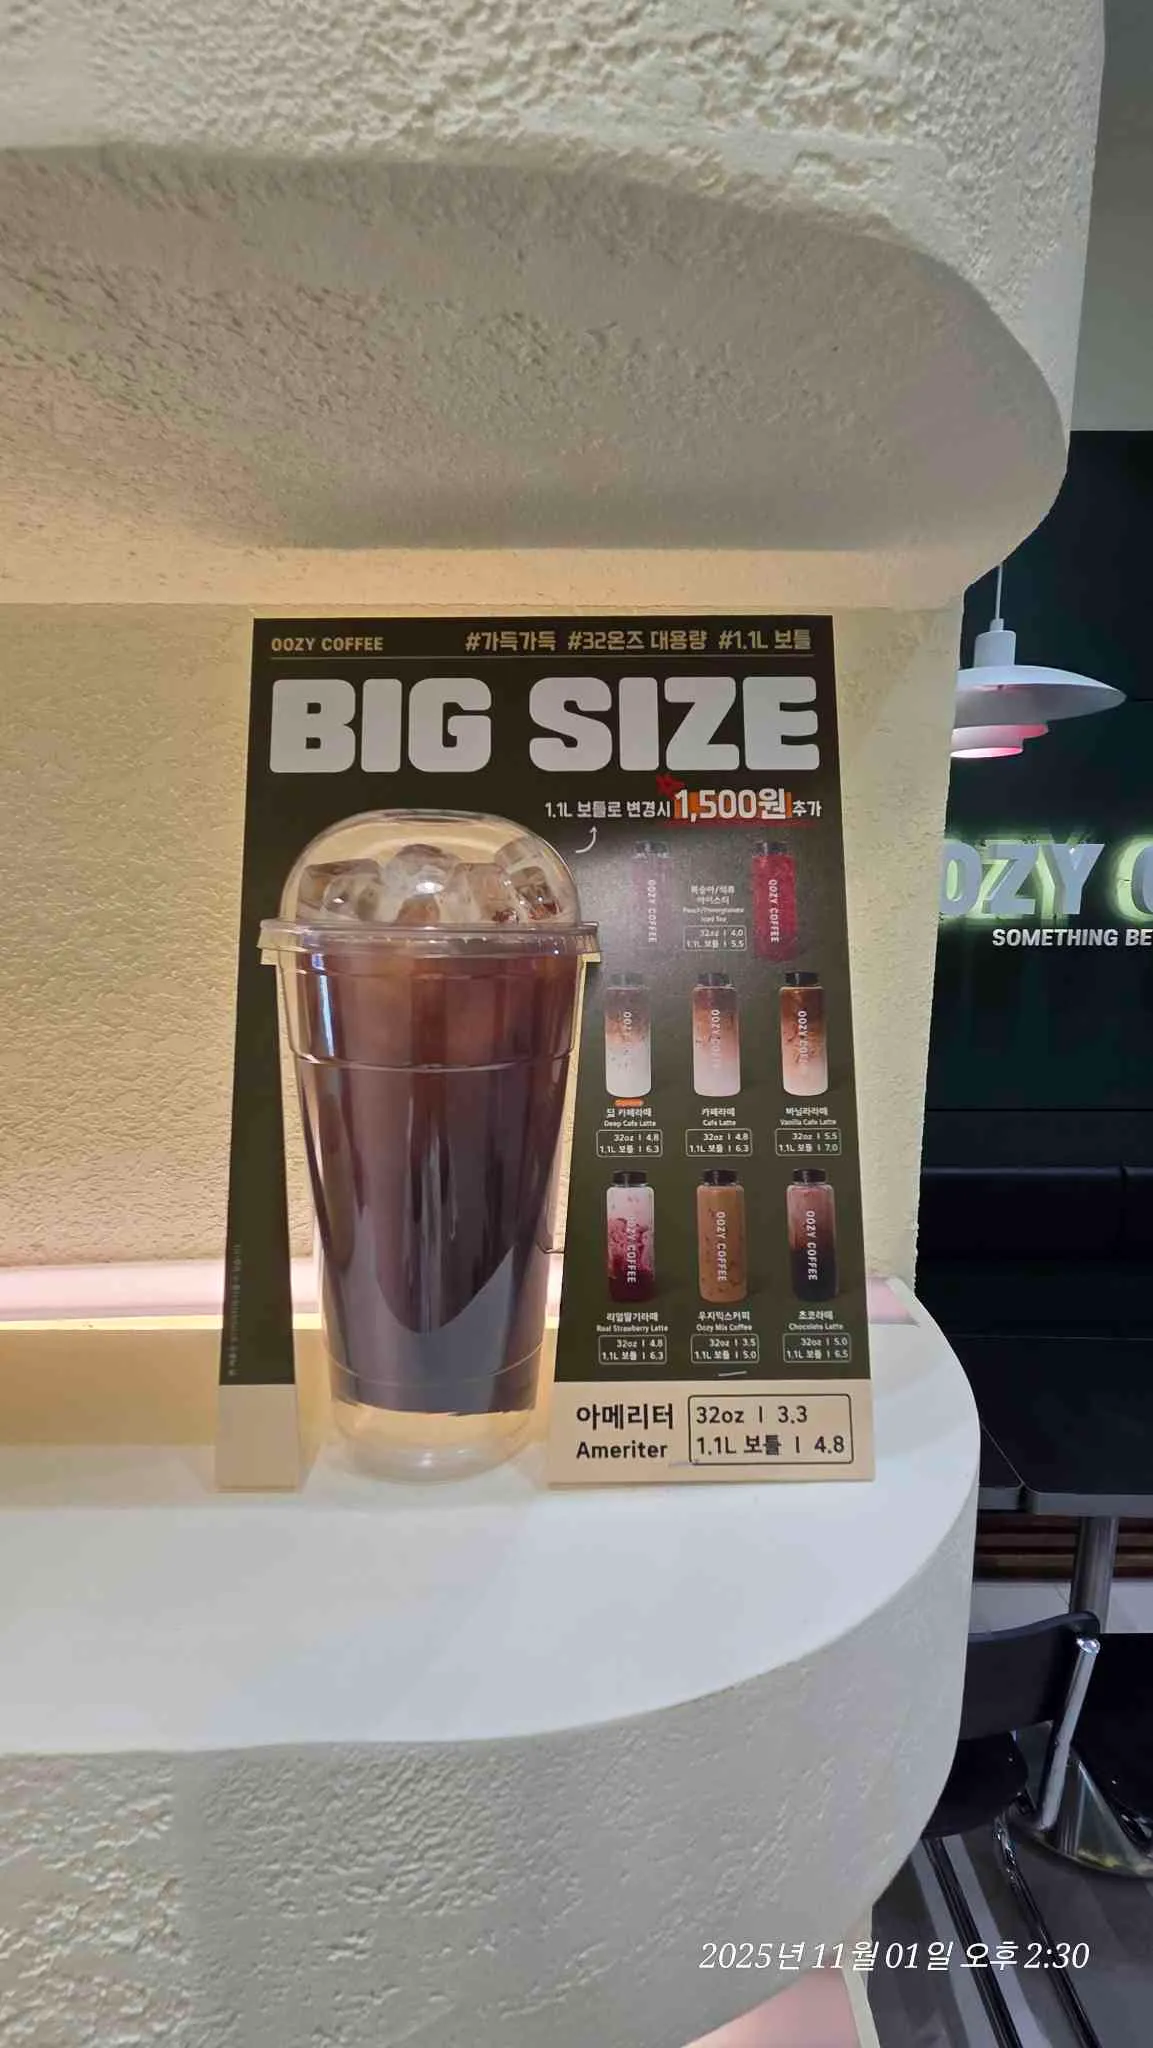 OOZY COFFEE #가득가득 #32온즈 대용량 #1.1L 보틀
BIG SIZE
1.1L 보틀로 변경시 1,500원 추가
OOZY COFFEE
복숭아/석류
아이스티
Peach/Pomegranate
Iced Tea
32oz | 4.0
1.1L 보틀 | 5.5
OOZY COFFEE
OOZY COFFEE
OOZY COFFEE
OOZY COFFEE
딥 카페라떼
Deep Cafe Latte
32oz | 4.8
1.1L 보틀 | 6.3
카페라떼
Cafe Latte
32oz | 4.8
1.1L 보틀 | 6.3
바닐라라떼
Vanilla Cafe Latte
32oz | 5.5
1.1L 보틀 | 7.0
OOZY COFFEE
OOZY COFFEE
OOZY COFFEE
리얼딸기라떼
Real Strawberry Latte
32oz | 4.8
1.1L 보틀 | 6.3
우지믹스커피
Oozy Mix Coffee
32oz | 3.5
1.1L 보틀 | 5.0
초코라떼
Chocolate Latte
32oz | 5.0
1.1L 보틀 | 6.5
아메리터
Ameriter
32oz | 3.3
1.1L 보틀 | 4.8
OZY
SOMETHING BE
2025년 11월 01일 오후 2:30